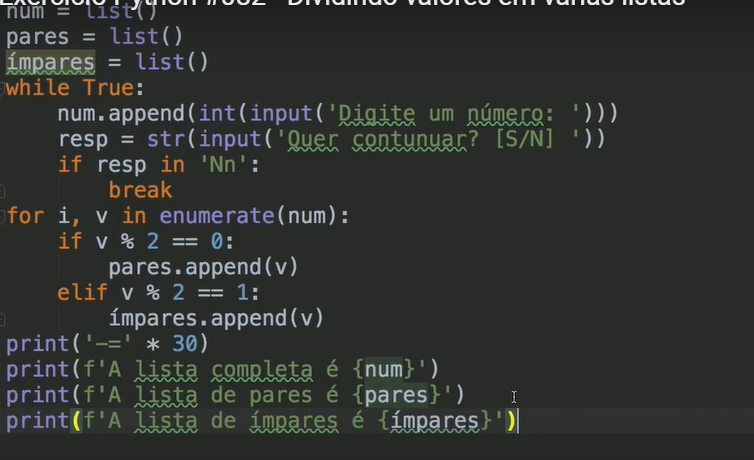 Exercício Python #082 - Dividindo valores em várias listas
num = list()
pares = list()
ímpares = list()
while True:
    num.append(int(input('Digite um número: ')))
    resp = str(input('Quer contunuar? [S/N] '))
    if resp in 'Nn':
        break
for i, v in enumerate(num):
    if v % 2 == 0:
        pares.append(v)
    elif v % 2 == 1:
        ímpares.append(v)
print('-=' * 30)
print(f'A lista completa é {num}')
print(f'A lista de pares é {pares}')
print(f'A lista de ímpares é {ímpares}')